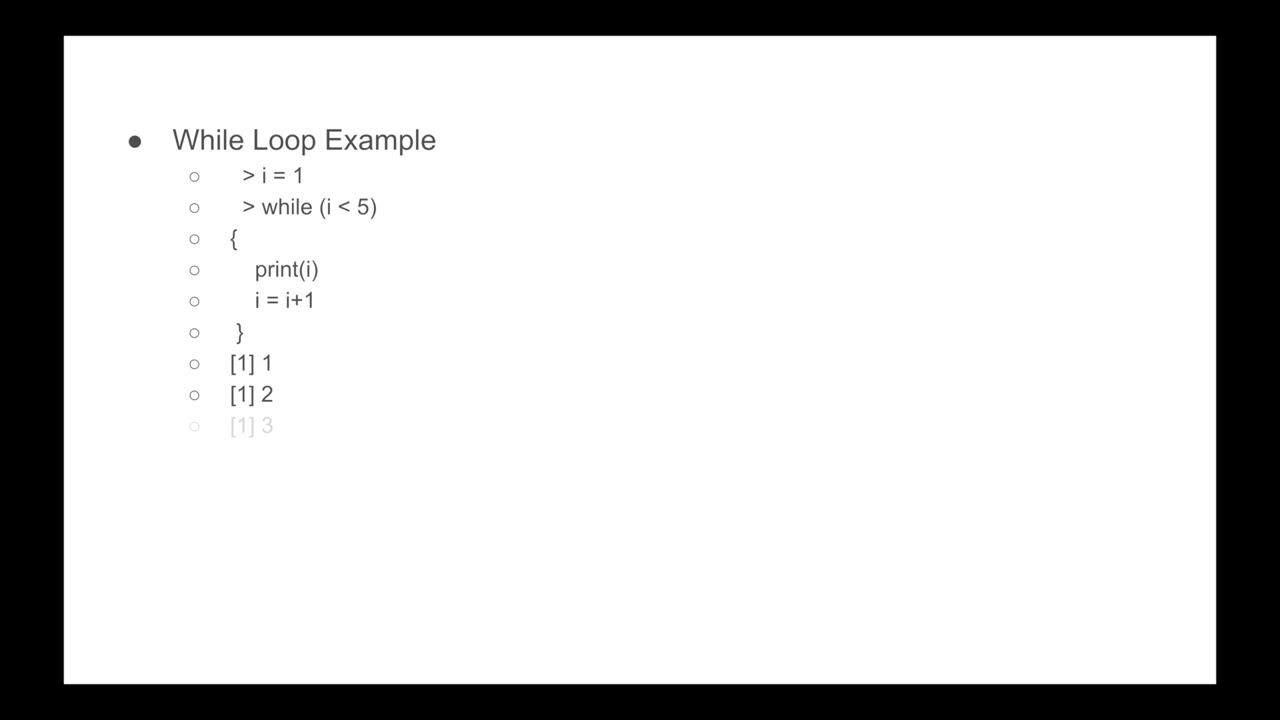 ● While Loop Example
○ > i = 1
○ > while (i < 5)
○ {
○ print(i)
○ i = i+1
○ }
○ [1] 1
○ [1] 2
○ [1] 3